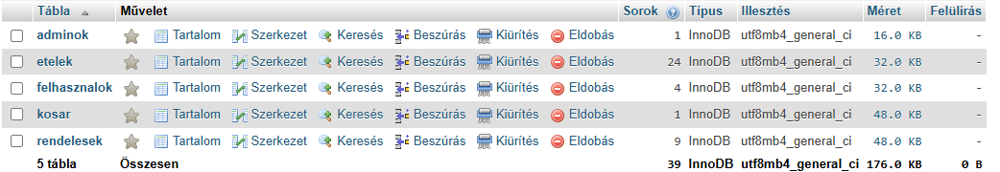 Tábla Művelet Sorok Típus Illesztés Méret Felülírás
adminok Tartalom Szerkezet Keresés Beszúrás Kiürítés Eldobás 1 InnoDB utf8mb4_general_ci 16.0 KB -
etelek Tartalom Szerkezet Keresés Beszúrás Kiürítés Eldobás 24 InnoDB utf8mb4_general_ci 32.0 KB -
felhasznalok Tartalom Szerkezet Keresés Beszúrás Kiürítés Eldobás 4 InnoDB utf8mb4_general_ci 32.0 KB -
kosar Tartalom Szerkezet Keresés Beszúrás Kiürítés Eldobás 1 InnoDB utf8mb4_general_ci 48.0 KB -
rendelesek Tartalom Szerkezet Keresés Beszúrás Kiürítés Eldobás 9 InnoDB utf8mb4_general_ci 48.0 KB -
5 tábla Összesen 39 InnoDB utf8mb4_general_ci 176.0 KB 0 B